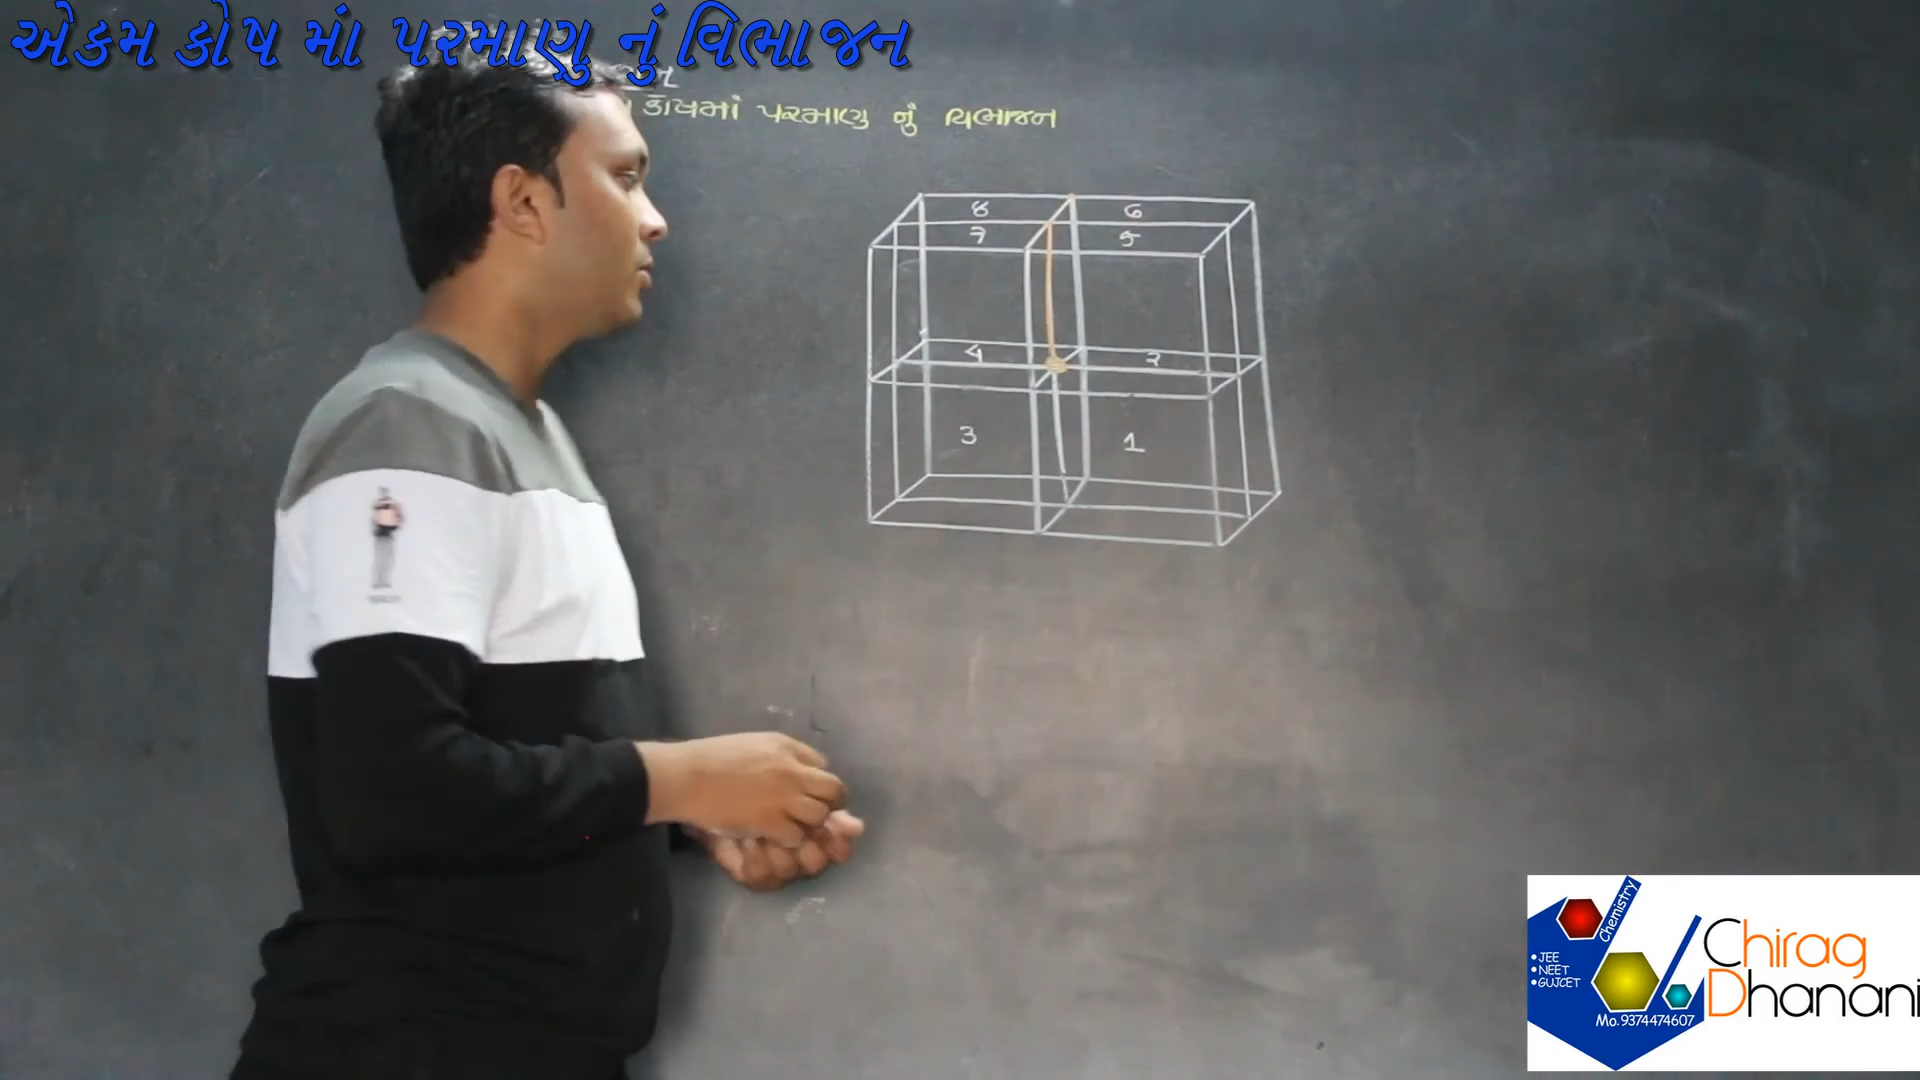 એકમ કોષ માં પરમાણુ નું વિભાજન
કોષમાં પરમાણુ નું વિભાજન
8 6
7 5
4 2
3 1
Chemistry
• JEE
• NEET
• GUJCET
Mo. 9374474607
Chirag
Dhanani